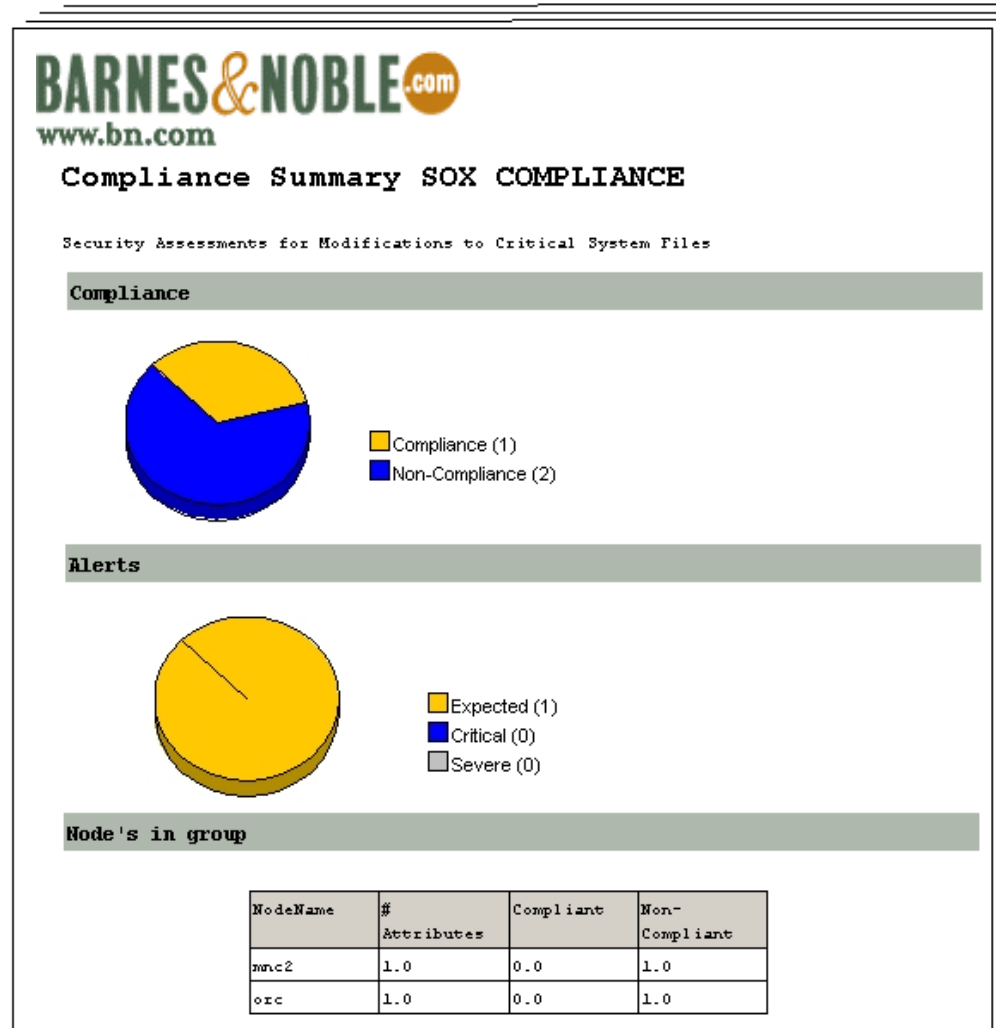 BARNES&NOBLE.com
www.bn.com
Compliance Summary SOX COMPLIANCE
Security Assessments for Modifications to Critical System Files
Compliance
Compliance (1)
Non-Compliance (2)
Alerts
Expected (1)
Critical (0)
Severe (0)
Node's in group
NodeName # Attributes Compliant Non-Compliant
mnc2 1.0 0.0 1.0
orc 1.0 0.0 1.0